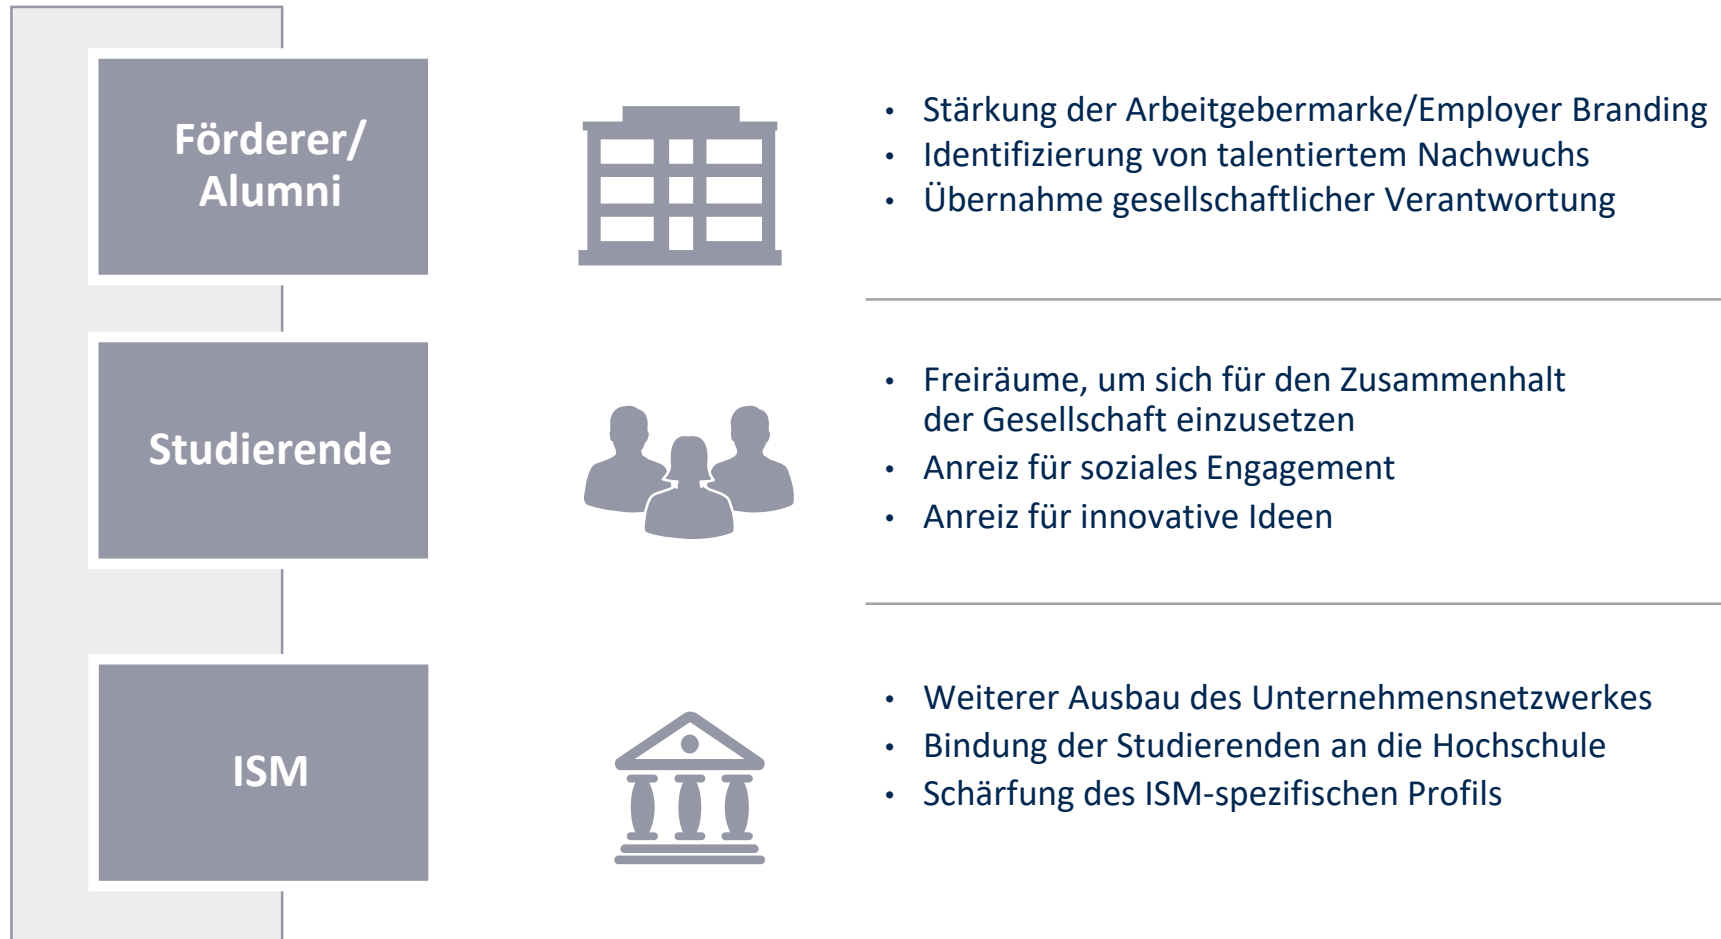 Förderer/
Alumni
• Stärkung der Arbeitgebermarke/Employer Branding
• Identifizierung von talentiertem Nachwuchs
• Übernahme gesellschaftlicher Verantwortung
Studierende
• Freiräume, um sich für den Zusammenhalt
der Gesellschaft einzusetzen
• Anreiz für soziales Engagement
• Anreiz für innovative Ideen
ISM
• Weiterer Ausbau des Unternehmensnetzwerkes
• Bindung der Studierenden an die Hochschule
• Schärfung des ISM-spezifischen Profils